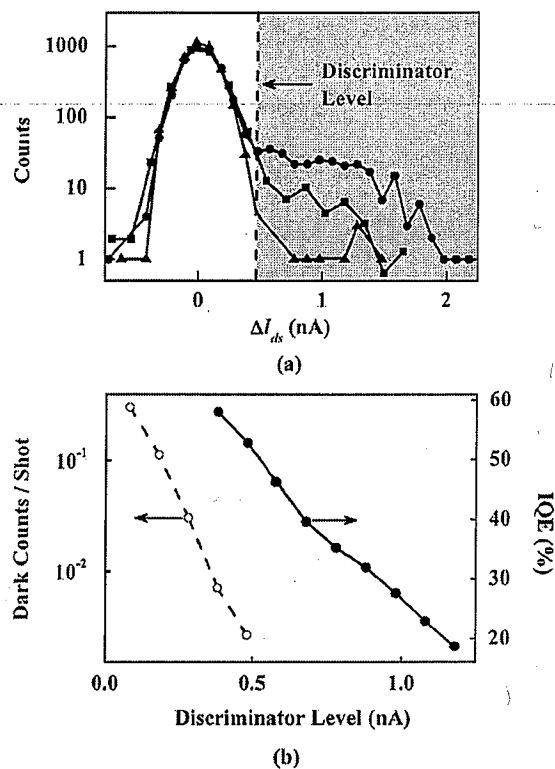 1000
100
10
1
Counts
Discriminator
Level
0
1
2
ΔI_ds (nA)
(a)
Dark Counts / Shot
10^-1
10^-2
60
50
40
30
20
IQE (%)
0.0
0.5
1.0
Discriminator Level (nA)
(b)